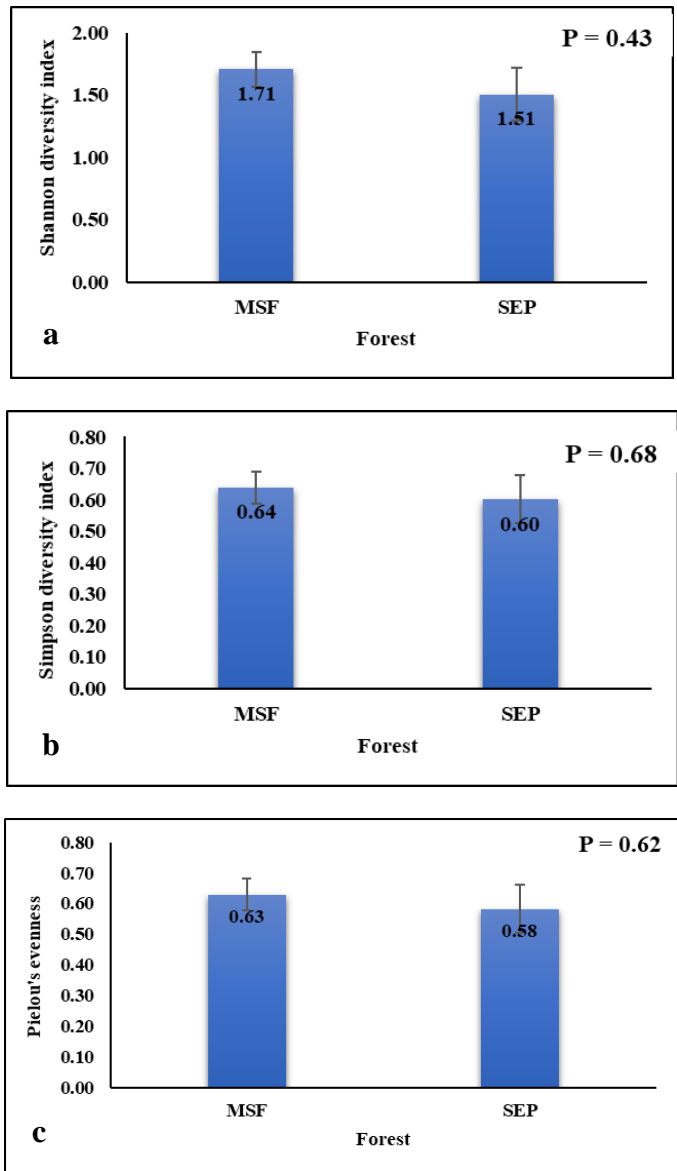 P = 0.43
Shannon diversity index
2.00
1.50
1.00
0.50
0.00
1.71
1.51
MSF SEP
Forest
a
P = 0.68
Simpson diversity index
0.80
0.70
0.60
0.50
0.40
0.30
0.20
0.10
0.00
0.64
0.60
MSF SEP
Forest
b
P = 0.62
Pielou's evenness
0.80
0.70
0.60
0.50
0.40
0.30
0.20
0.10
0.00
0.63
0.58
MSF SEP
Forest
c